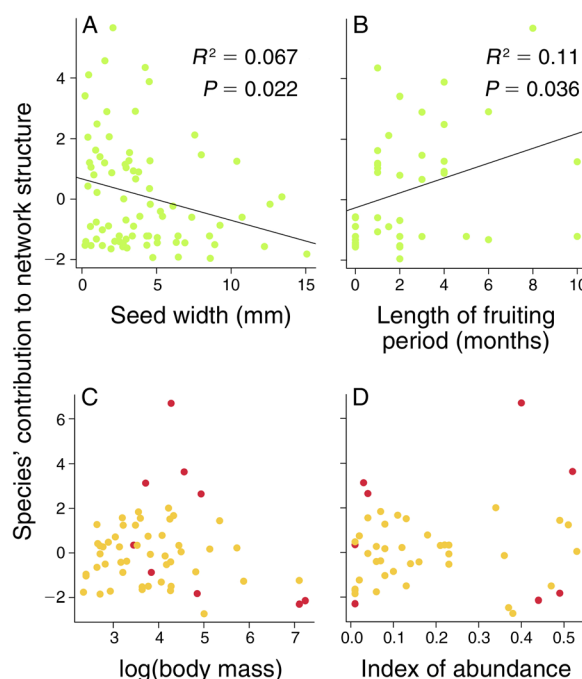 A
R² = 0.067
P = 0.022
B
R² = 0.11
P = 0.036
4
2
0
−2
0
5
10
15
0
2
4
6
8
10
Seed width (mm)
Length of fruiting
period (months)
Species' contribution to network structure
C
D
6
4
2
0
−2
3
4
5
6
7
0.0
0.1
0.2
0.3
0.4
0.5
log(body mass)
Index of abundance